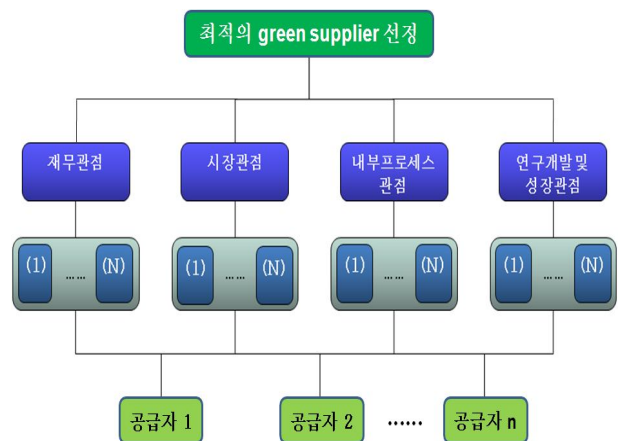 최적의 green supplier 선정
재무관점
시장관점
내부프로세스
관점
연구개발 및
성장관점
(1) ...... (N)
(1) ...... (N)
(1) ...... (N)
(1) ...... (N)
공급자 1
공급자 2
......
공급자 n